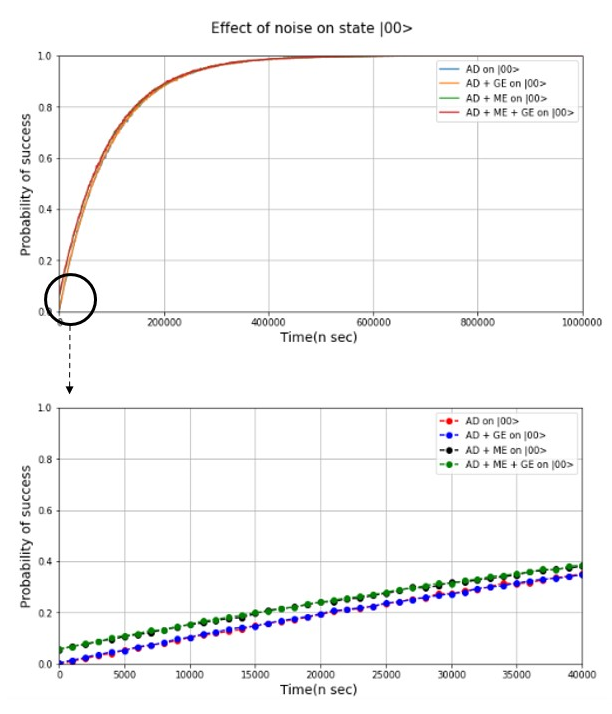 Effect of noise on state |00>
1.0
0.8
0.6
0.4
0.2
0.0
Probability of success
AD on |00>
AD + GE on |00>
AD + ME on |00>
AD + ME + GE on |00>
0 200000 400000 600000 800000 1000000
Time(n sec)
1.0
0.8
0.6
0.4
0.2
0.0
Probability of success
AD on |00>
AD + GE on |00>
AD + ME on |00>
AD + ME + GE on |00>
0 5000 10000 15000 20000 25000 30000 35000 40000
Time(n sec)